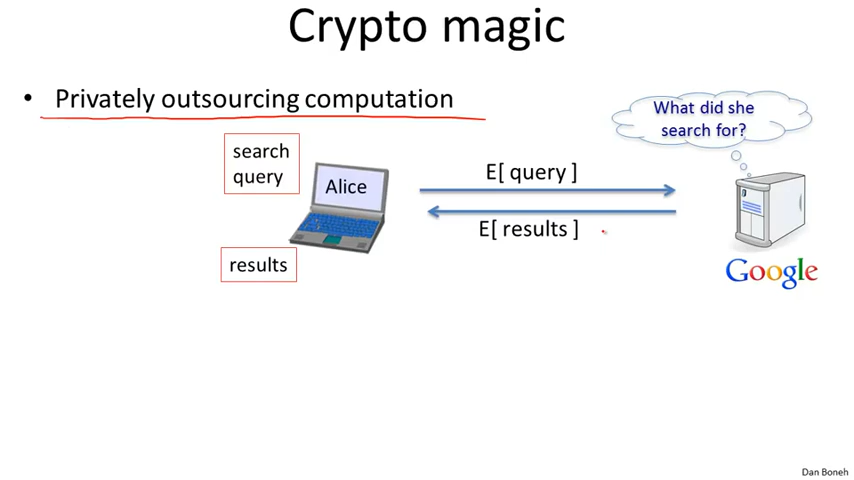 Crypto magic
• Privately outsourcing computation
What did she
search for?
search
query
Alice
E[ query ]
E[ results ]
results
Google
Dan Boneh